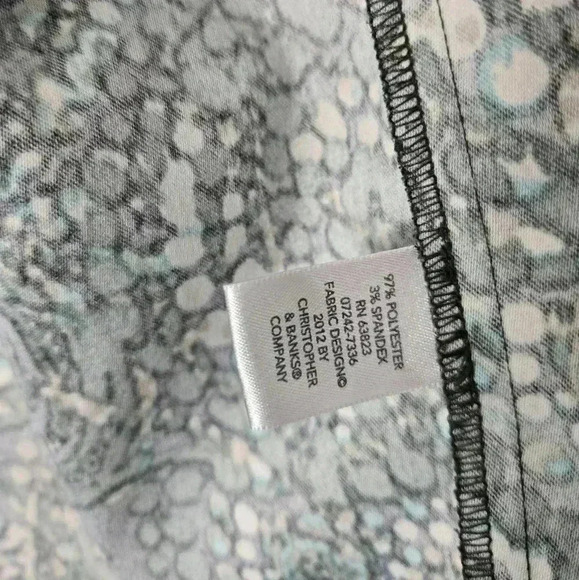 97% POLYESTER
3% SPANDEX
RN 63823
07242-7336
FABRIC DESIGN©
2012 BY
CHRISTOPHER
& BANKS®
COMPANY